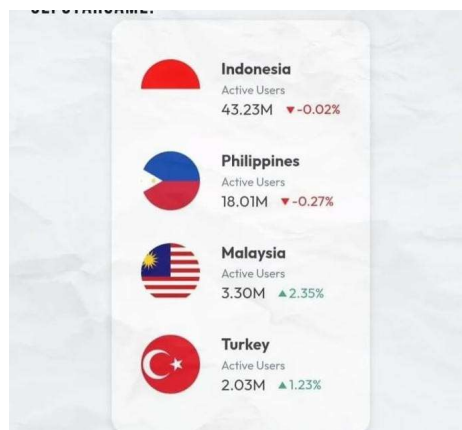 Indonesia
Active Users
43.23M ▼-0.02%
Philippines
Active Users
18.01M ▼-0.27%
Malaysia
Active Users
3.30M ▲2.35%
Turkey
Active Users
2.03M ▲1.23%